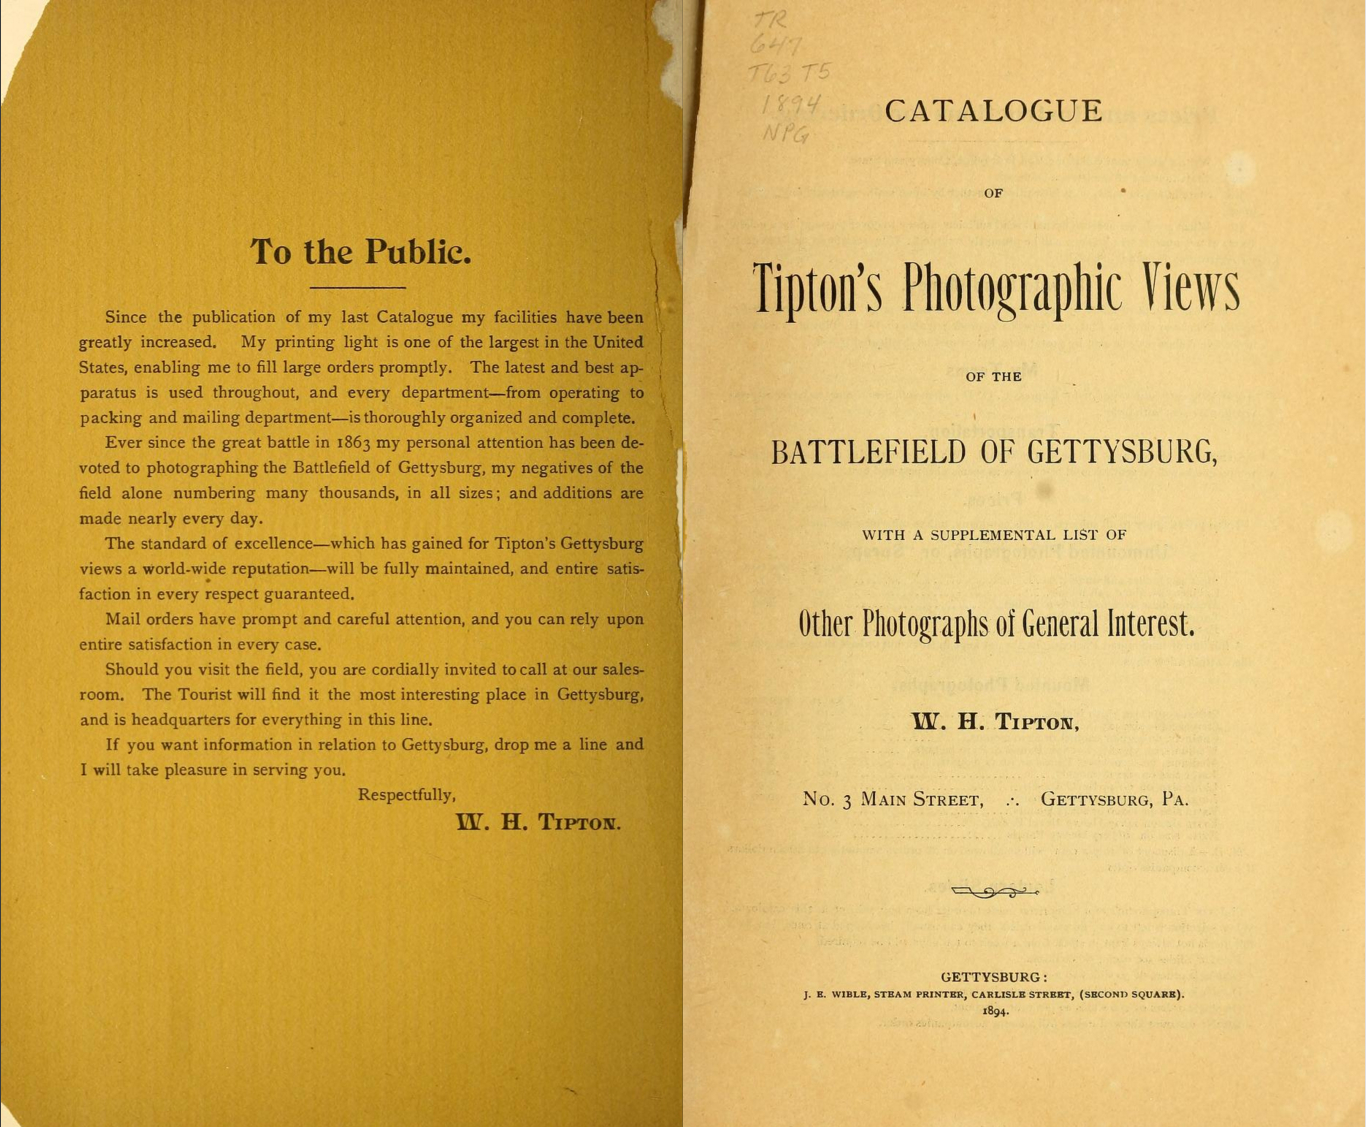 To the Public.
Since the publication of my last Catalogue my facilities have been
greatly increased. My printing light is one of the largest in the United
States, enabling me to fill large orders promptly. The latest and best ap-
paratus is used throughout, and every department—from operating to
packing and mailing department—is thoroughly organized and complete.
Ever since the great battle in 1863 my personal attention has been de-
voted to photographing the Battlefield of Gettysburg, my negatives of the
field alone numbering many thousands, in all sizes; and additions are
made nearly every day.
The standard of excellence—which has gained for Tipton's Gettysburg
views a world-wide reputation—will be fully maintained, and entire satis-
faction in every respect guaranteed.
Mail orders have prompt and careful attention, and you can rely upon
entire satisfaction in every case.
Should you visit the field, you are cordially invited to call at our sales-
room. The Tourist will find it the most interesting place in Gettysburg,
and is headquarters for everything in this line.
If you want information in relation to Gettysburg, drop me a line and
I will take pleasure in serving you.
Respectfully,
W. H. TIPTON.
TR
647
T63 T5
1894
NPG
CATALOGUE
OF
Tipton's Photographic Views
OF THE
BATTLEFIELD OF GETTYSBURG,
WITH A SUPPLEMENTAL LIST OF
Other Photographs of General Interest.
W. H. TIPTON,
No. 3 MAIN STREET, ∴ GETTYSBURG, PA.
GETTYSBURG:
J. E. WIBLE, STEAM PRINTER, CARLISLE STREET, (SECOND SQUARE).
1894.